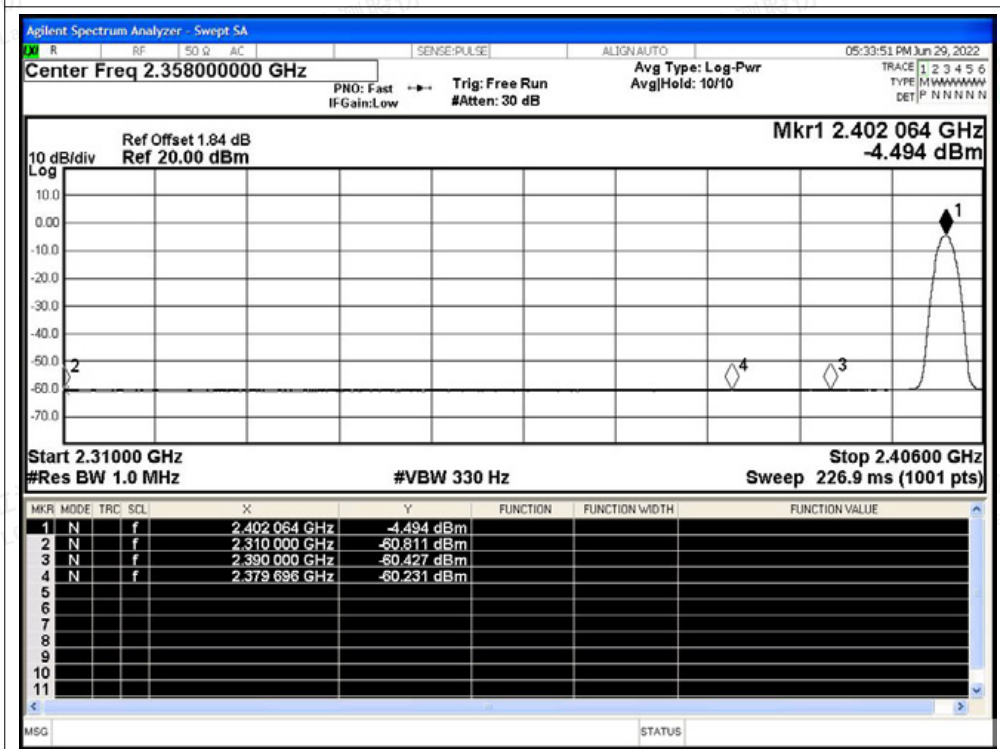 Agilent Spectrum Analyzer - Swept SA
R RF 50 Ω AC SENSE:PULSE ALIGN AUTO 05:33:51 PM Jun 29, 2022
Center Freq 2.358000000 GHz
PNO: Fast
IFGain:Low
Trig: Free Run
#Atten: 30 dB
Avg Type: Log-Pwr
Avg|Hold: 10/10
TRACE 1 2 3 4 5 6
TYPE M WWWWW
DET P N N N N N
Mkr1 2.402 064 GHz
-4.494 dBm
Ref Offset 1.84 dB
10 dB/div Ref 20.00 dBm
Log
10.0
0.00
-10.0
-20.0
-30.0
-40.0
-50.0
-60.0
-70.0
1
2
4
3
Start 2.31000 GHz Stop 2.40600 GHz
#Res BW 1.0 MHz #VBW 330 Hz Sweep 226.9 ms (1001 pts)
MKR MODE TRC SCL X Y FUNCTION FUNCTION WIDTH FUNCTION VALUE
1 N f 2.402 064 GHz -4.494 dBm
2 N f 2.310 000 GHz -60.811 dBm
3 N f 2.390 000 GHz -60.427 dBm
4 N f 2.379 696 GHz -60.231 dBm
5
6
7
8
9
10
11
MSG STATUS